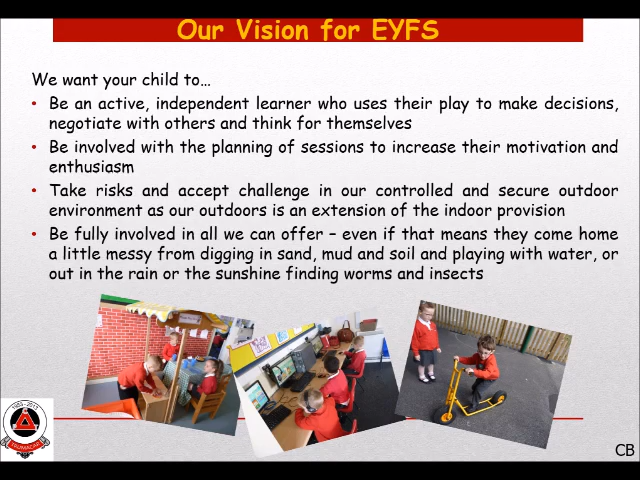 Our Vision for EYFS
We want your child to…
• Be an active, independent learner who uses their play to make decisions,
negotiate with others and think for themselves
• Be involved with the planning of sessions to increase their motivation and
enthusiasm
• Take risks and accept challenge in our controlled and secure outdoor
environment as our outdoors is an extension of the indoor provision
• Be fully involved in all we can offer – even if that means they come home
a little messy from digging in sand, mud and soil and playing with water, or
out in the rain or the sunshine finding worms and insects
CB